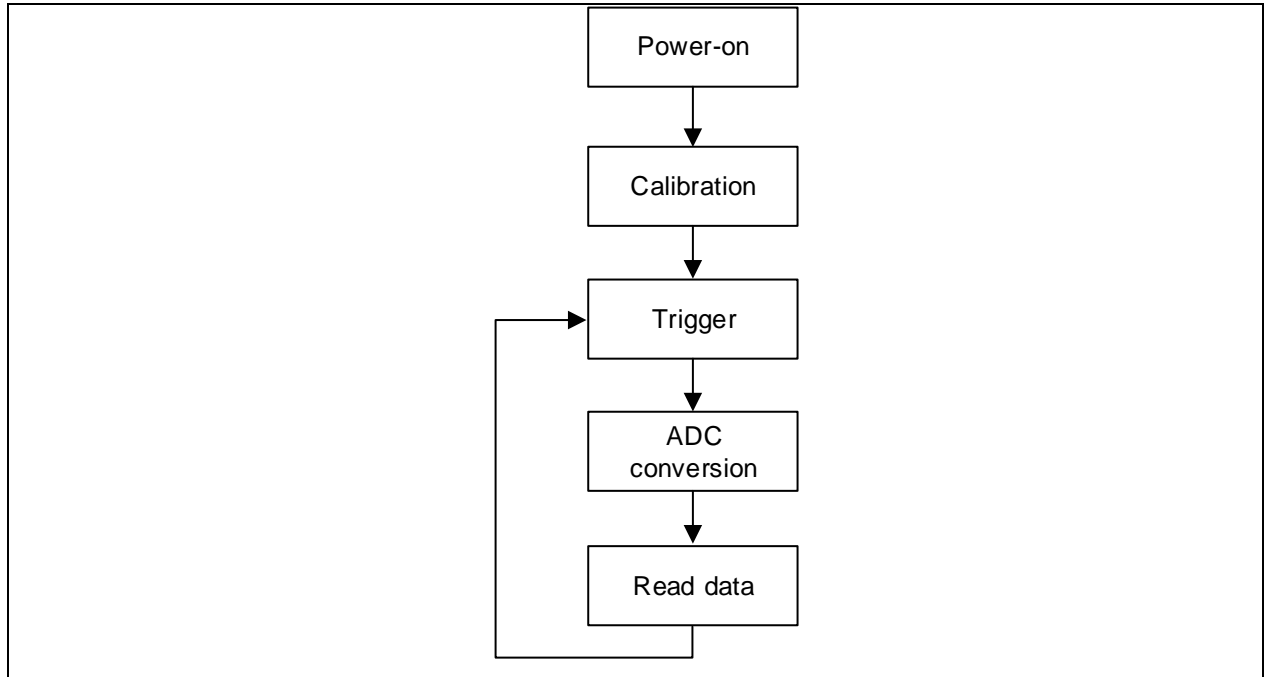 Power-on
Calibration
Trigger
ADC
conversion
Read data